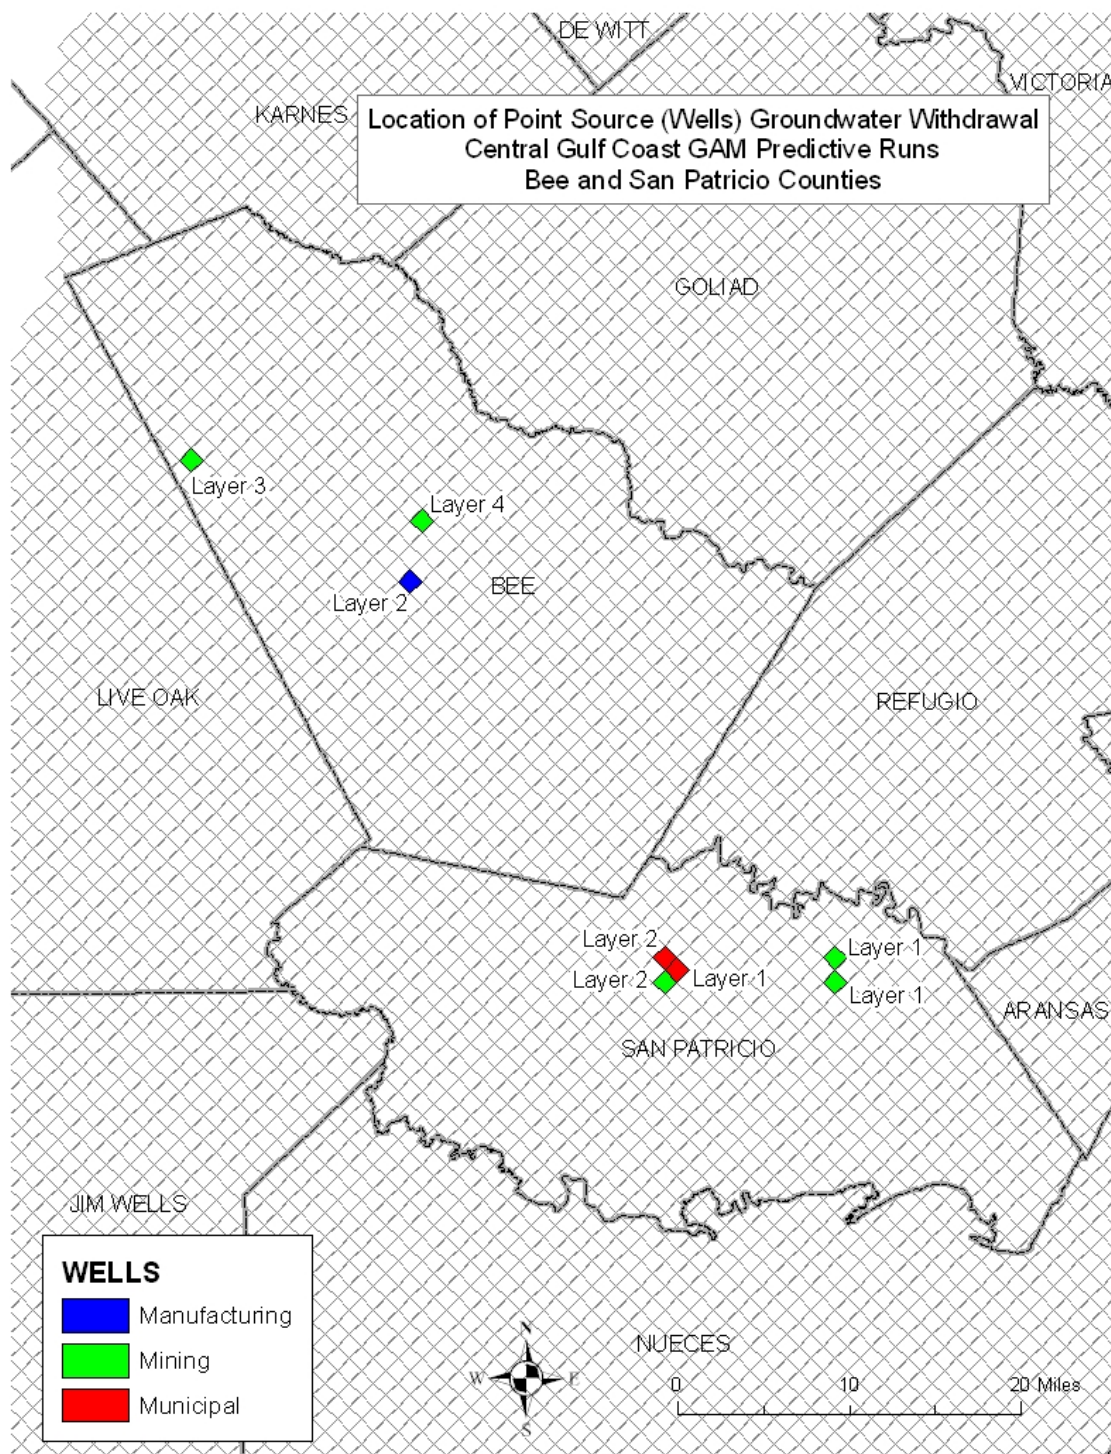 DE WITT
VICTORIA
KARNES
Location of Point Source (Wells) Groundwater Withdrawal
Central Gulf Coast GAM Predictive Runs
Bee and San Patricio Counties
GOLIAD
Layer 3
Layer 4
BEE
Layer 2
LIVE OAK
REFUGIO
Layer 2
Layer 1
Layer 2
Layer 1
Layer 1
ARANSAS
SAN PATRICIO
JIM WELLS
WELLS
Manufacturing
Mining
Municipal
NUECES
N
W E
S
0 10 20 Miles